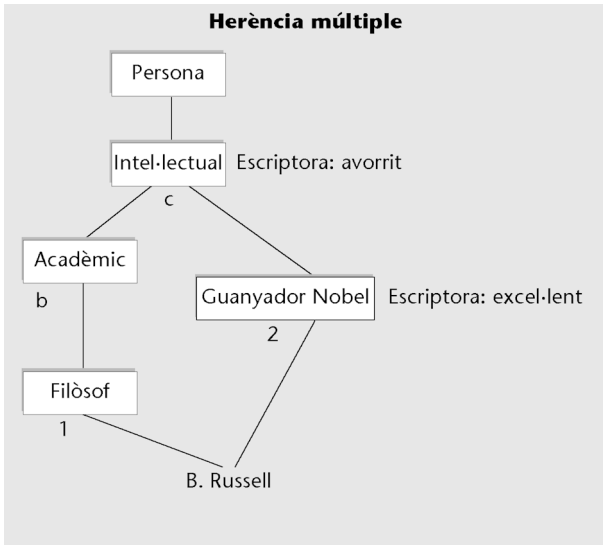 Herència múltiple
Persona
Intel·lectual
Escriptora: avorrit
c
Acadèmic
b
Guanyador Nobel
Escriptora: excel·lent
2
Filòsof
1
B. Russell